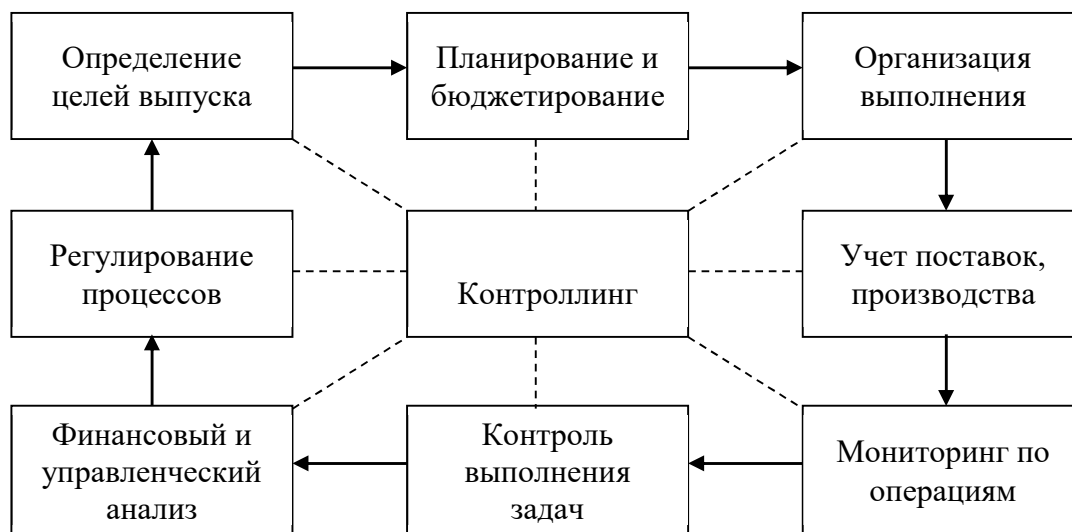 Определение
целей выпуска
Планирование и
бюджетирование
Организация
выполнения
Регулирование
процессов
Контроллинг
Учет поставок,
производства
Финансовый и
управленческий
анализ
Контроль
выполнения
задач
Мониторинг по
операциям